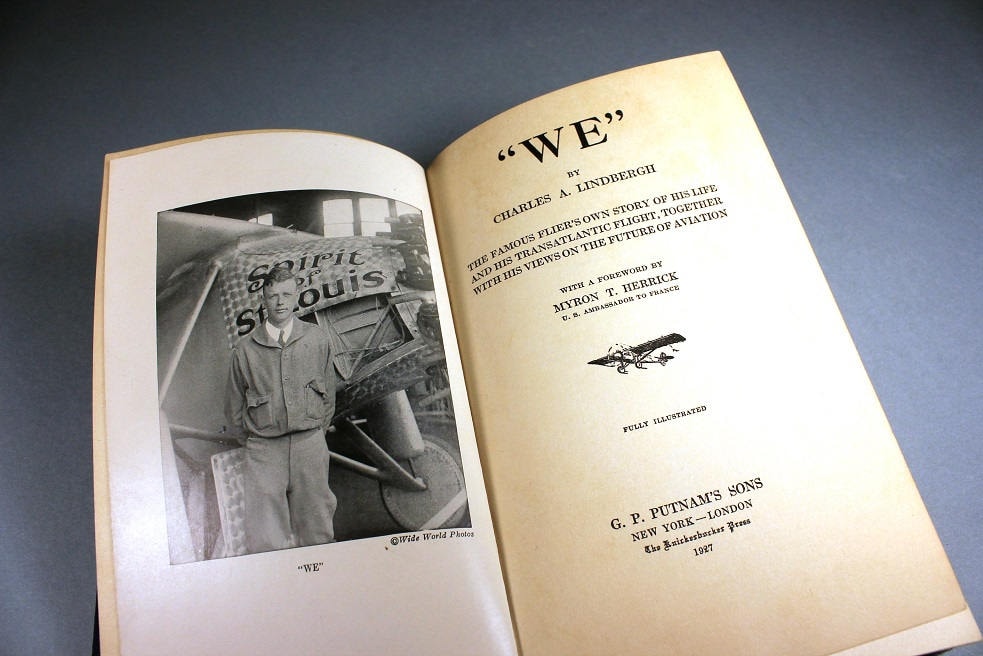 Spirit
of
St. Louis
©Wide World Photos
"WE"
"WE"
BY
CHARLES A. LINDBERGH
THE FAMOUS FLIER'S OWN STORY OF HIS LIFE
AND HIS TRANSATLANTIC FLIGHT, TOGETHER
WITH HIS VIEWS ON THE FUTURE OF AVIATION
WITH A FOREWORD BY
MYRON T. HERRICK
U. S. AMBASSADOR TO FRANCE
FULLY ILLUSTRATED
G. P. PUTNAM'S SONS
NEW YORK—LONDON
The Knickerbocker Press
1927